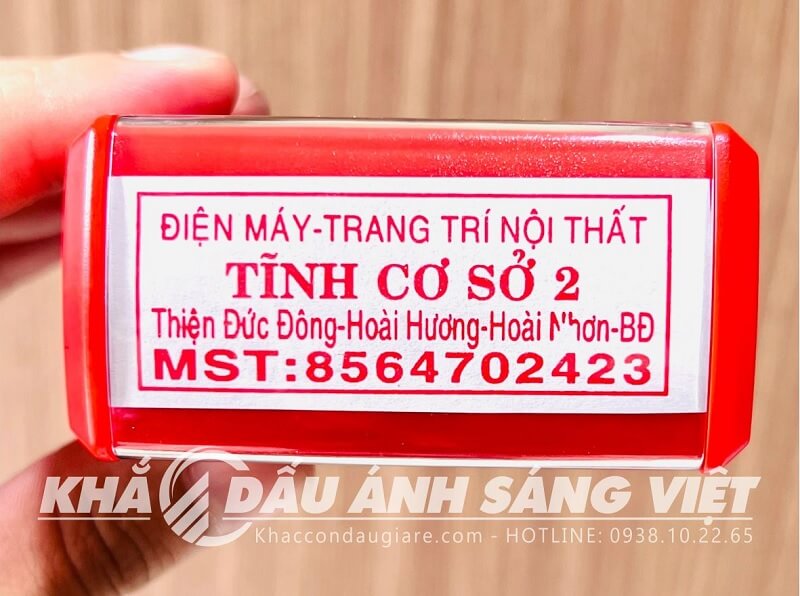 ĐIỆN MÁY-TRANG TRÍ NỘI THẤT
TĨNH CƠ SỞ 2
Thiện Đức Đông-Hoài Hương-Hoài Nhơn-BĐ
MST:8564702423
KHẮC DẤU ÁNH SÁNG VIỆT
Khaccondaugiare.com - HOTLINE: 0938.10.22.65